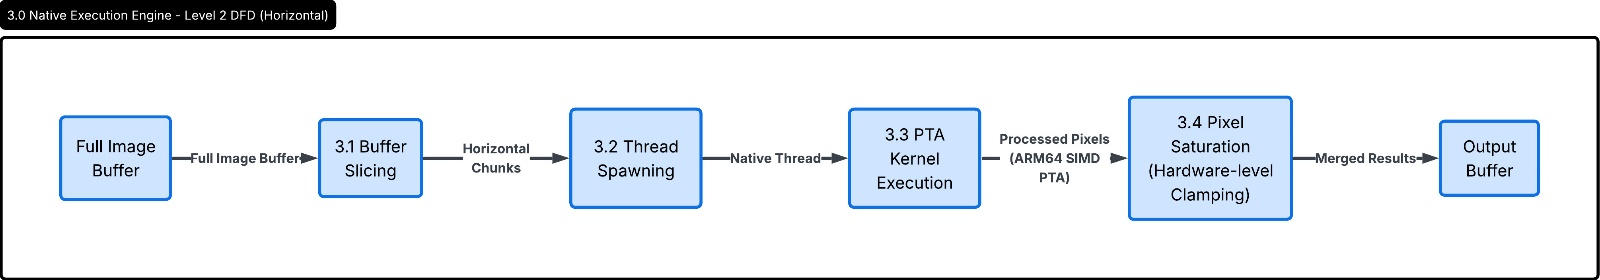 3.0 Native Execution Engine - Level 2 DFD (Horizontal)
Full Image
Buffer
Full Image Buffer
3.1 Buffer
Slicing
Horizontal
Chunks
3.2 Thread
Spawning
Native Thread
3.3 PTA
Kernel
Execution
Processed Pixels
(ARM64 SIMD
PTA)
3.4 Pixel
Saturation
(Hardware-level
Clamping)
Merged Results
Output
Buffer